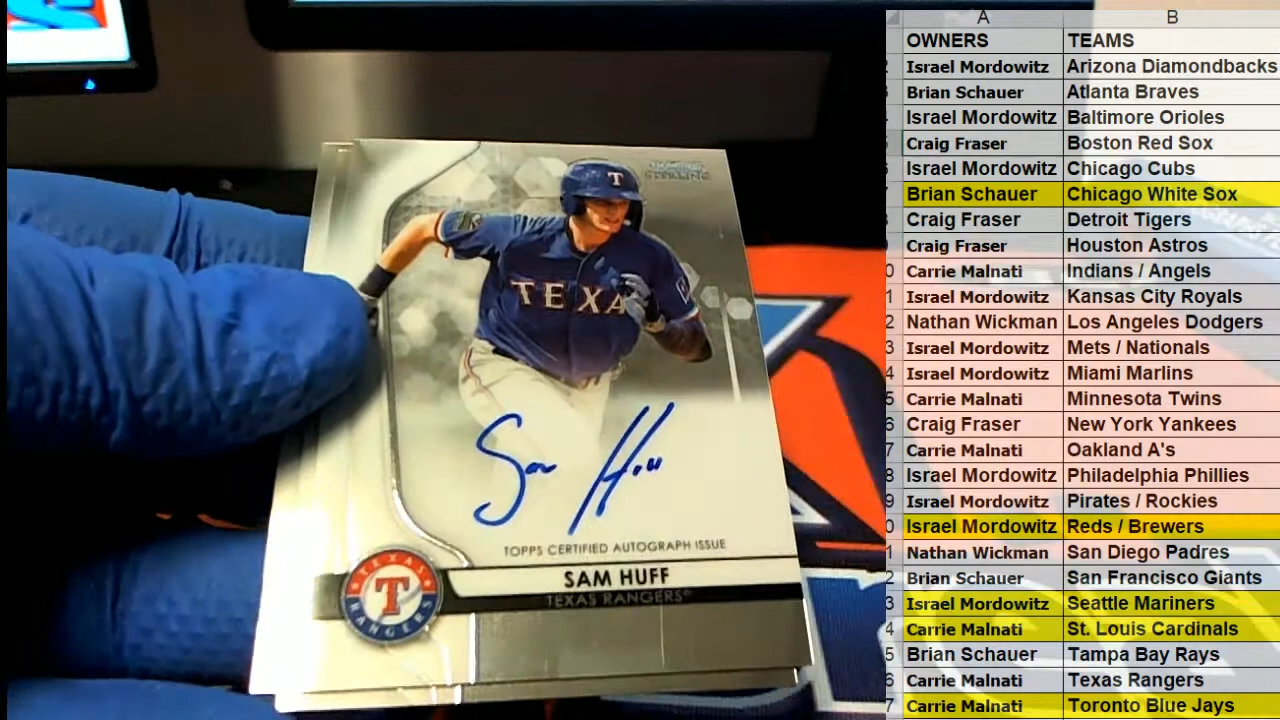 T
TEXA
Sam Huff
TOPPS CERTIFIED AUTOGRAPH ISSUE
SAM HUFF
TEXAS RANGERS®
TEXAS
T
RANGERS
A B
OWNERS TEAMS
Israel Mordowitz Arizona Diamondbacks
Brian Schauer Atlanta Braves
Israel Mordowitz Baltimore Orioles
Craig Fraser Boston Red Sox
Israel Mordowitz Chicago Cubs
Brian Schauer Chicago White Sox
Craig Fraser Detroit Tigers
Craig Fraser Houston Astros
Carrie Malnati Indians / Angels
Israel Mordowitz Kansas City Royals
Nathan Wickman Los Angeles Dodgers
Israel Mordowitz Mets / Nationals
Israel Mordowitz Miami Marlins
Carrie Malnati Minnesota Twins
Craig Fraser New York Yankees
Carrie Malnati Oakland A's
Israel Mordowitz Philadelphia Phillies
Israel Mordowitz Pirates / Rockies
Israel Mordowitz Reds / Brewers
Nathan Wickman San Diego Padres
Brian Schauer San Francisco Giants
Israel Mordowitz Seattle Mariners
Carrie Malnati St. Louis Cardinals
Brian Schauer Tampa Bay Rays
Carrie Malnati Texas Rangers
Carrie Malnati Toronto Blue Jays